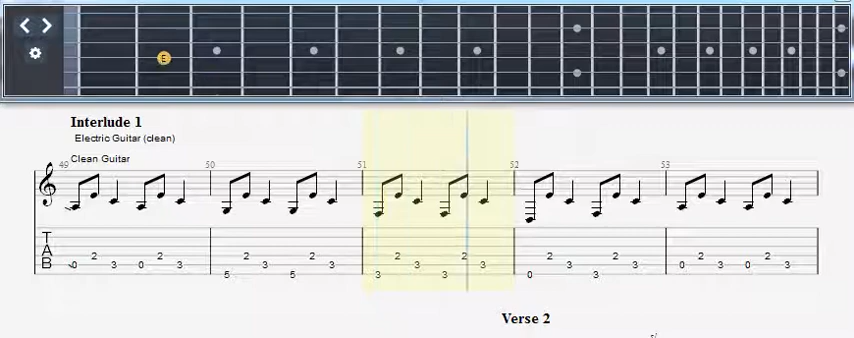 E
Interlude 1
Electric Guitar (clean)
Clean Guitar
49 50 51 52 53
T
A
B
0 2 3 0 2 3 5 2 3 5 2 3 3 2 3 3 2 3 0 2 3 3 2 3 0 2 3 0 2 3
Verse 2